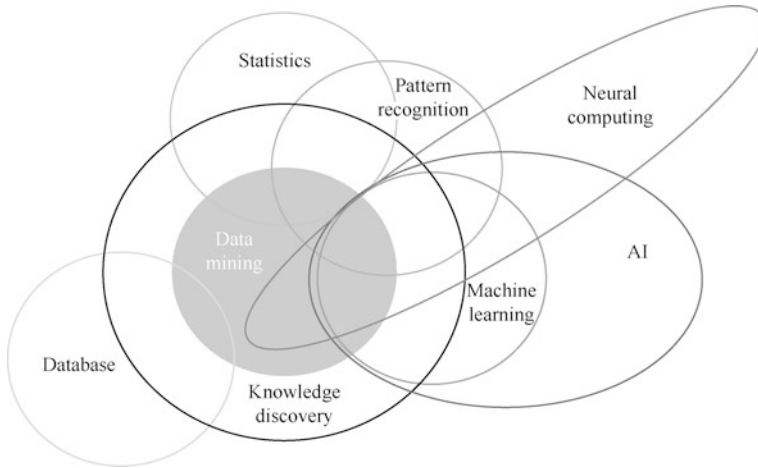 Statistics
Pattern
recognition
Neural
computing
Data
mining
AI
Machine
learning
Database
Knowledge
discovery